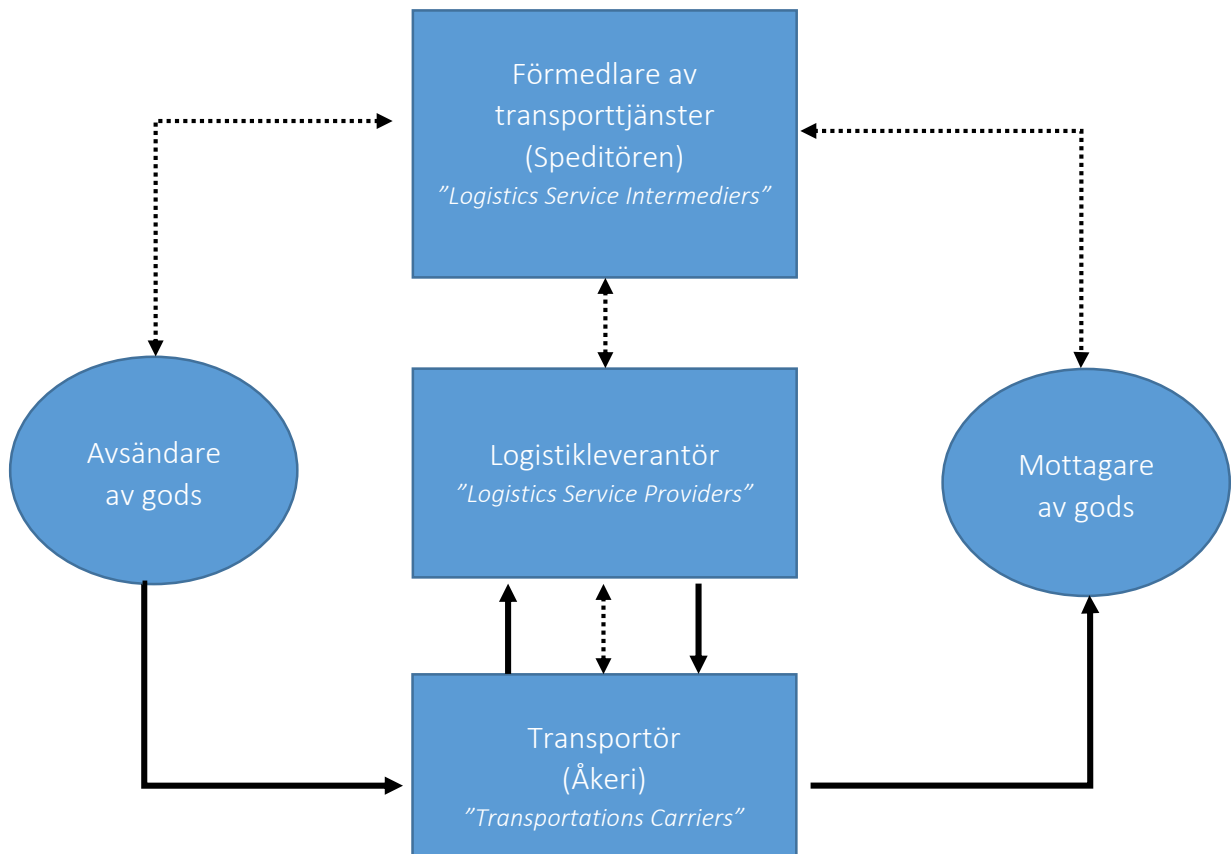 Förmedlare av
transporttjänster
(Speditören)
”Logistics Service Intermediers”
Avsändare
av gods
Logistikleverantör
”Logistics Service Providers”
Mottagare
av gods
Transportör
(Åkeri)
”Transportations Carriers”